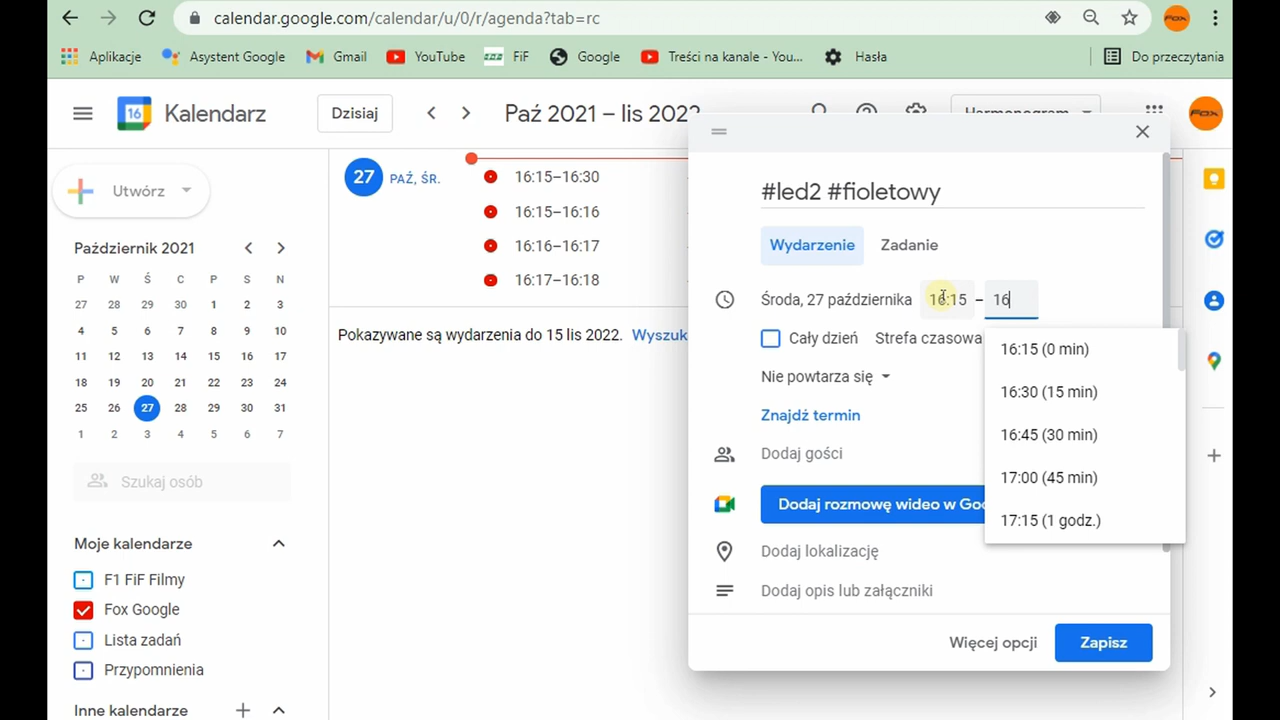 calendar.google.com/calendar/u/0/r/agenda?tab=rc
FOX
Aplikacje
Asystent Google
Gmail
YouTube
FiF
Google
Treści na kanale - You...
Hasła
Do przeczytania
16
Kalendarz
Dzisiaj
Paź 2021 – lis 2022
Harmonogram
FOX
Utwórz
27 PAŹ, ŚR.
16:15–16:30
16:15–16:16
16:16–16:17
16:17–16:18
Pokazywane są wydarzenia do 15 lis 2022. Wyszuk
Październik 2021
P W Ś C P S N
27 28 29 30 1 2 3
4 5 6 7 8 9 10
11 12 13 14 15 16 17
18 19 20 21 22 23 24
25 26 27 28 29 30 31
1 2 3 4 5 6 7
Szukaj osób
Moje kalendarze
F1 FiF Filmy
Fox Google
Lista zadań
Przypomnienia
Inne kalendarze
#led2 #fioletowy
Wydarzenie
Zadanie
Środa, 27 października
16:15 – 16
Cały dzień
Strefa czasowa
16:15 (0 min)
16:30 (15 min)
16:45 (30 min)
17:00 (45 min)
17:15 (1 godz.)
Nie powtarza się
Znajdź termin
Dodaj gości
Dodaj rozmowę wideo w Goo
Dodaj lokalizację
Dodaj opis lub załączniki
Więcej opcji
Zapisz